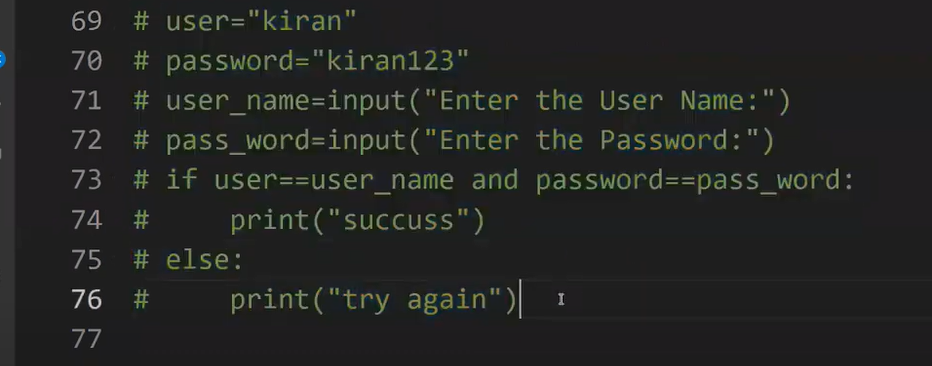 69 # user="kiran"
70 # password="kiran123"
71 # user_name=input("Enter the User Name:")
72 # pass_word=input("Enter the Password:")
73 # if user==user_name and password==pass_word:
74 #     print("succuss")
75 # else:
76 #     print("try again")
77